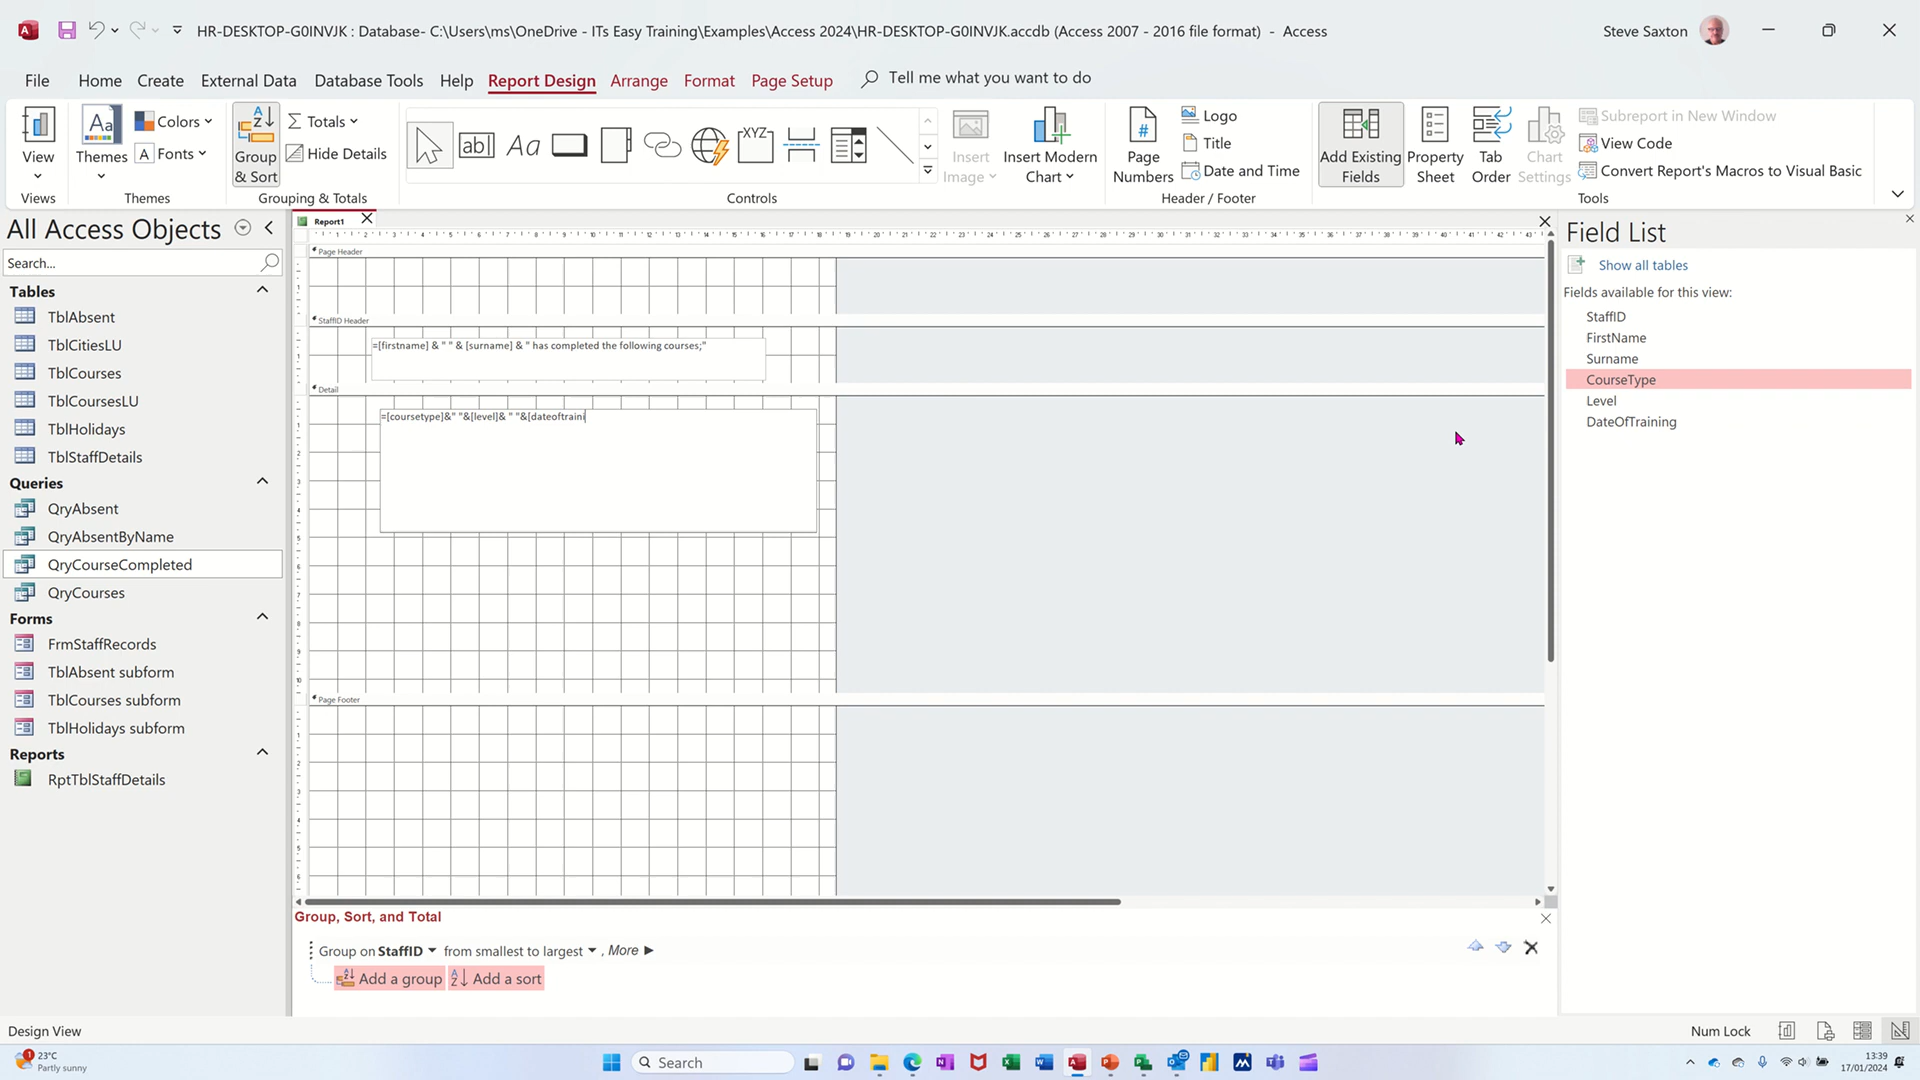 HR-DESKTOP-G0INVJK : Database- C:\Users\ms\OneDrive - ITs Easy Training\Examples\Access 2024\HR-DESKTOP-G0INVJK.accdb (Access 2007 - 2016 file format) - Access
Steve Saxton
File Home Create External Data Database Tools Help Report Design Arrange Format Page Setup Tell me what you want to do
View
Views
Themes
Colors
Fonts
Themes
Group & Sort
Totals
Hide Details
Grouping & Totals
Controls
Insert Image
Insert Modern Chart
Page Numbers
Logo
Title
Date and Time
Header / Footer
Add Existing Fields
Property Sheet
Tab Order
Chart Settings
Subreport in New Window
View Code
Convert Report's Macros to Visual Basic
Tools
All Access Objects
Search...
Tables
TblAbsent
TblCitiesLU
TblCourses
TblCoursesLU
TblHolidays
TblStaffDetails
Queries
QryAbsent
QryAbsentByName
QryCourseCompleted
QryCourses
Forms
FrmStaffRecords
TblAbsent subform
TblCourses subform
TblHolidays subform
Reports
RptTblStaffDetails
Report1
Page Header
StaffID Header
=[firstname] & " " & [surname] & " has completed the following courses;"
Detail
=[coursetype]&" "&[level]& " "&[dateoftraini
Page Footer
Group, Sort, and Total
Group on StaffID from smallest to largest , More
Add a group Add a sort
Field List
Show all tables
Fields available for this view:
StaffID
FirstName
Surname
CourseType
Level
DateOfTraining
Design View
Num Lock
23°C
Partly sunny
Search
13:39
17/01/2024